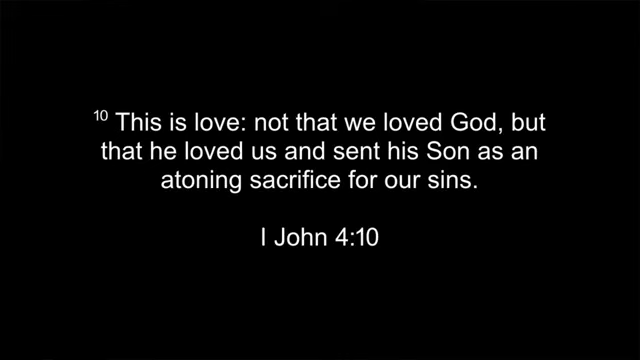 10 This is love: not that we loved God, but
that he loved us and sent his Son as an
atoning sacrifice for our sins.
I John 4:10